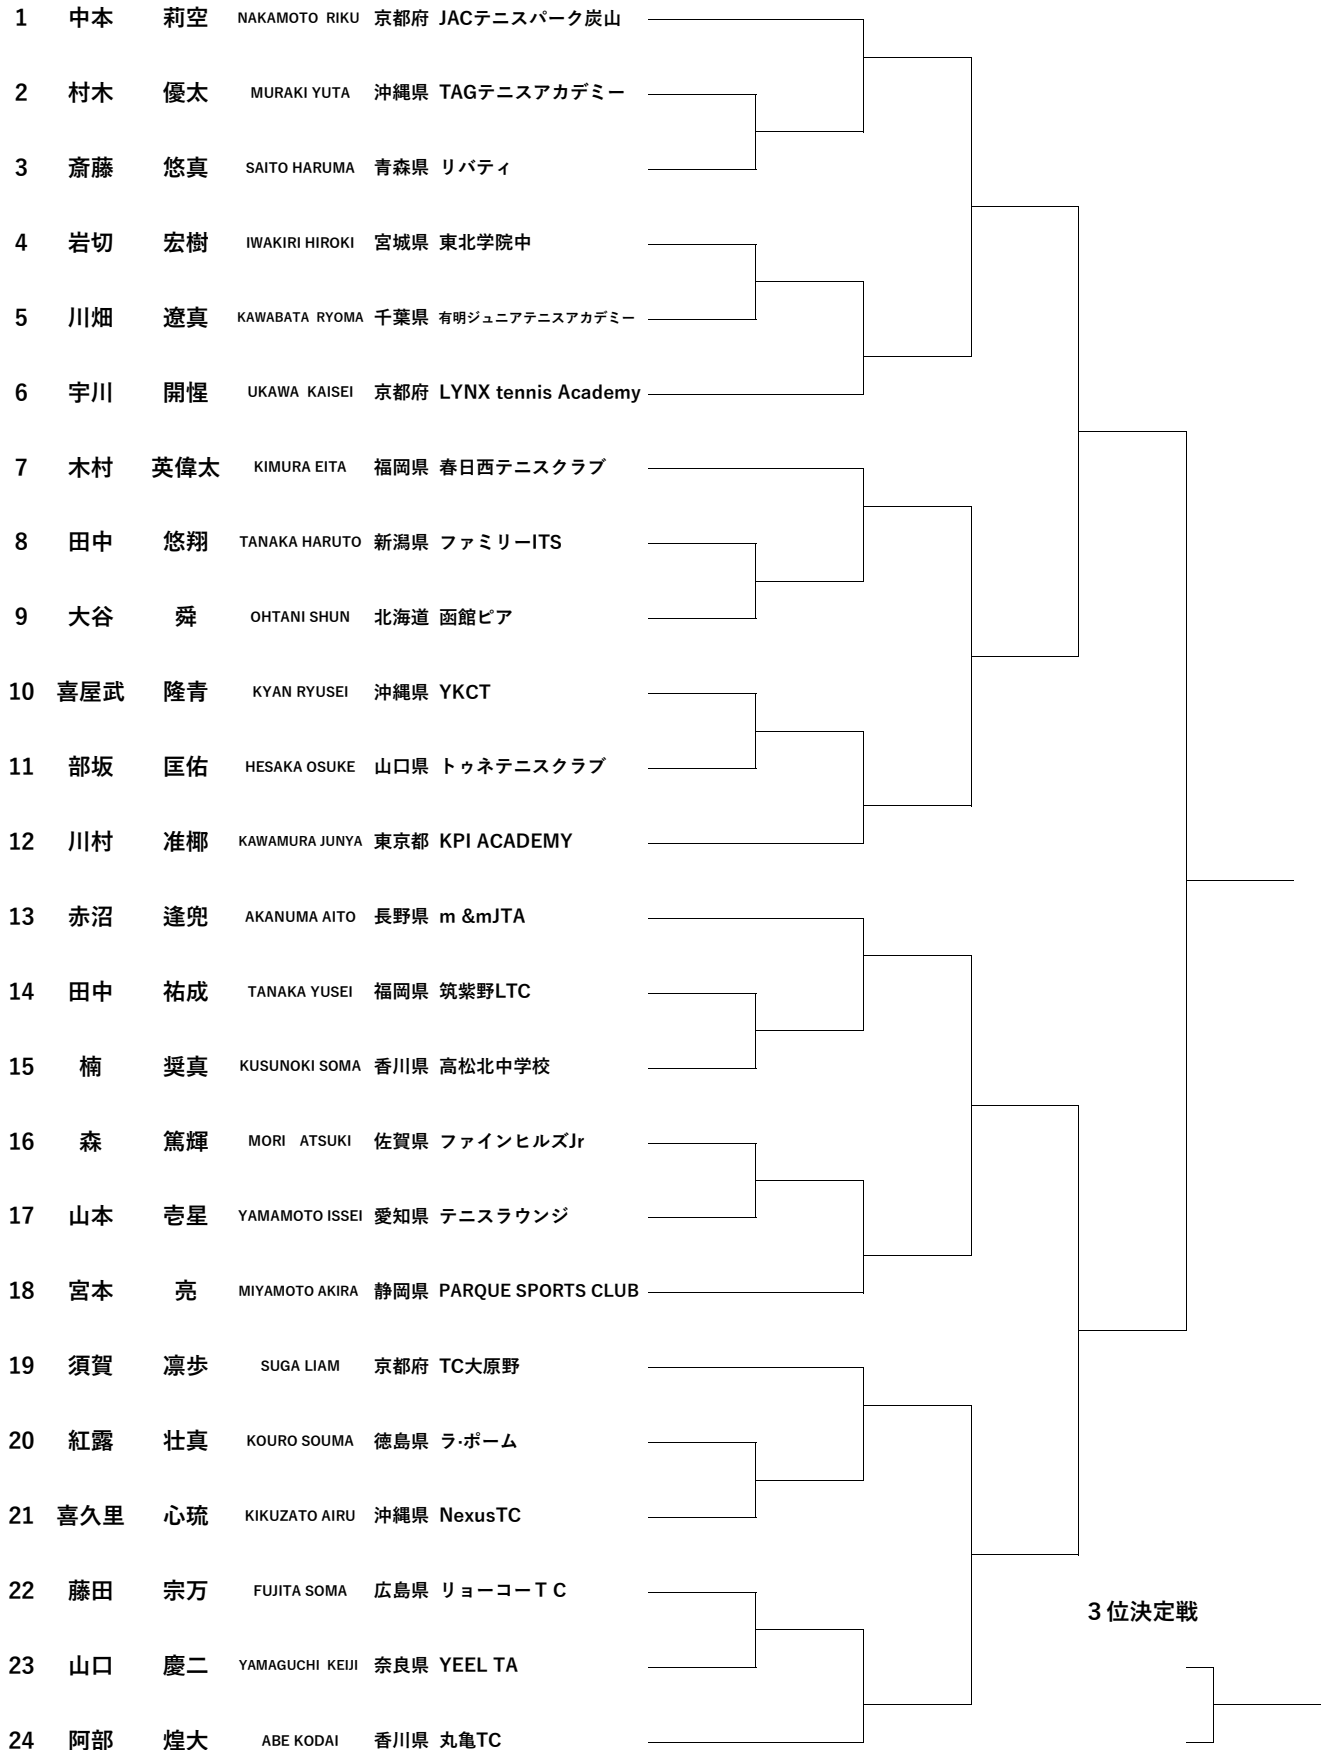 1 中本 莉空 NAKAMOTO RIKU 京都府 JACテニスパーク炭山
2 村木 優太 MURAKI YUTA 沖縄県 TAGテニスアカデミー
3 斎藤 悠真 SAITO HARUMA 青森県 リバティ
4 岩切 宏樹 IWAKIRI HIROKI 宮城県 東北学院中
5 川畑 遼真 KAWABATA RYOMA 千葉県 有明ジュニアテニスアカデミー
6 宇川 開惺 UKAWA KAISEI 京都府 LYNX tennis Academy
7 木村 英偉太 KIMURA EITA 福岡県 春日西テニスクラブ
8 田中 悠翔 TANAKA HARUTO 新潟県 ファミリーITS
9 大谷 舜 OHTANI SHUN 北海道 函館ピア
10 喜屋武 隆青 KYAN RYUSEI 沖縄県 YKCT
11 部坂 匡佑 HESAKA OSUKE 山口県 トゥネテニスクラブ
12 川村 准椰 KAWAMURA JUNYA 東京都 KPI ACADEMY
13 赤沼 逢兜 AKANUMA AITO 長野県 m &mJTA
14 田中 祐成 TANAKA YUSEI 福岡県 筑紫野LTC
15 楠 奨真 KUSUNOKI SOMA 香川県 高松北中学校
16 森 篤輝 MORI ATSUKI 佐賀県 ファインヒルズJr
17 山本 壱星 YAMAMOTO ISSEI 愛知県 テニスラウンジ
18 宮本 亮 MIYAMOTO AKIRA 静岡県 PARQUE SPORTS CLUB
19 須賀 凛歩 SUGA LIAM 京都府 TC大原野
20 紅露 壮真 KOURO SOUMA 徳島県 ラ・ポーム
21 喜久里 心琉 KIKUZATO AIRU 沖縄県 NexusTC
22 藤田 宗万 FUJITA SOMA 広島県 リョーコーＴＣ
３位決定戦
23 山口 慶二 YAMAGUCHI KEIJI 奈良県 YEEL TA
24 阿部 煌大 ABE KODAI 香川県 丸亀TC